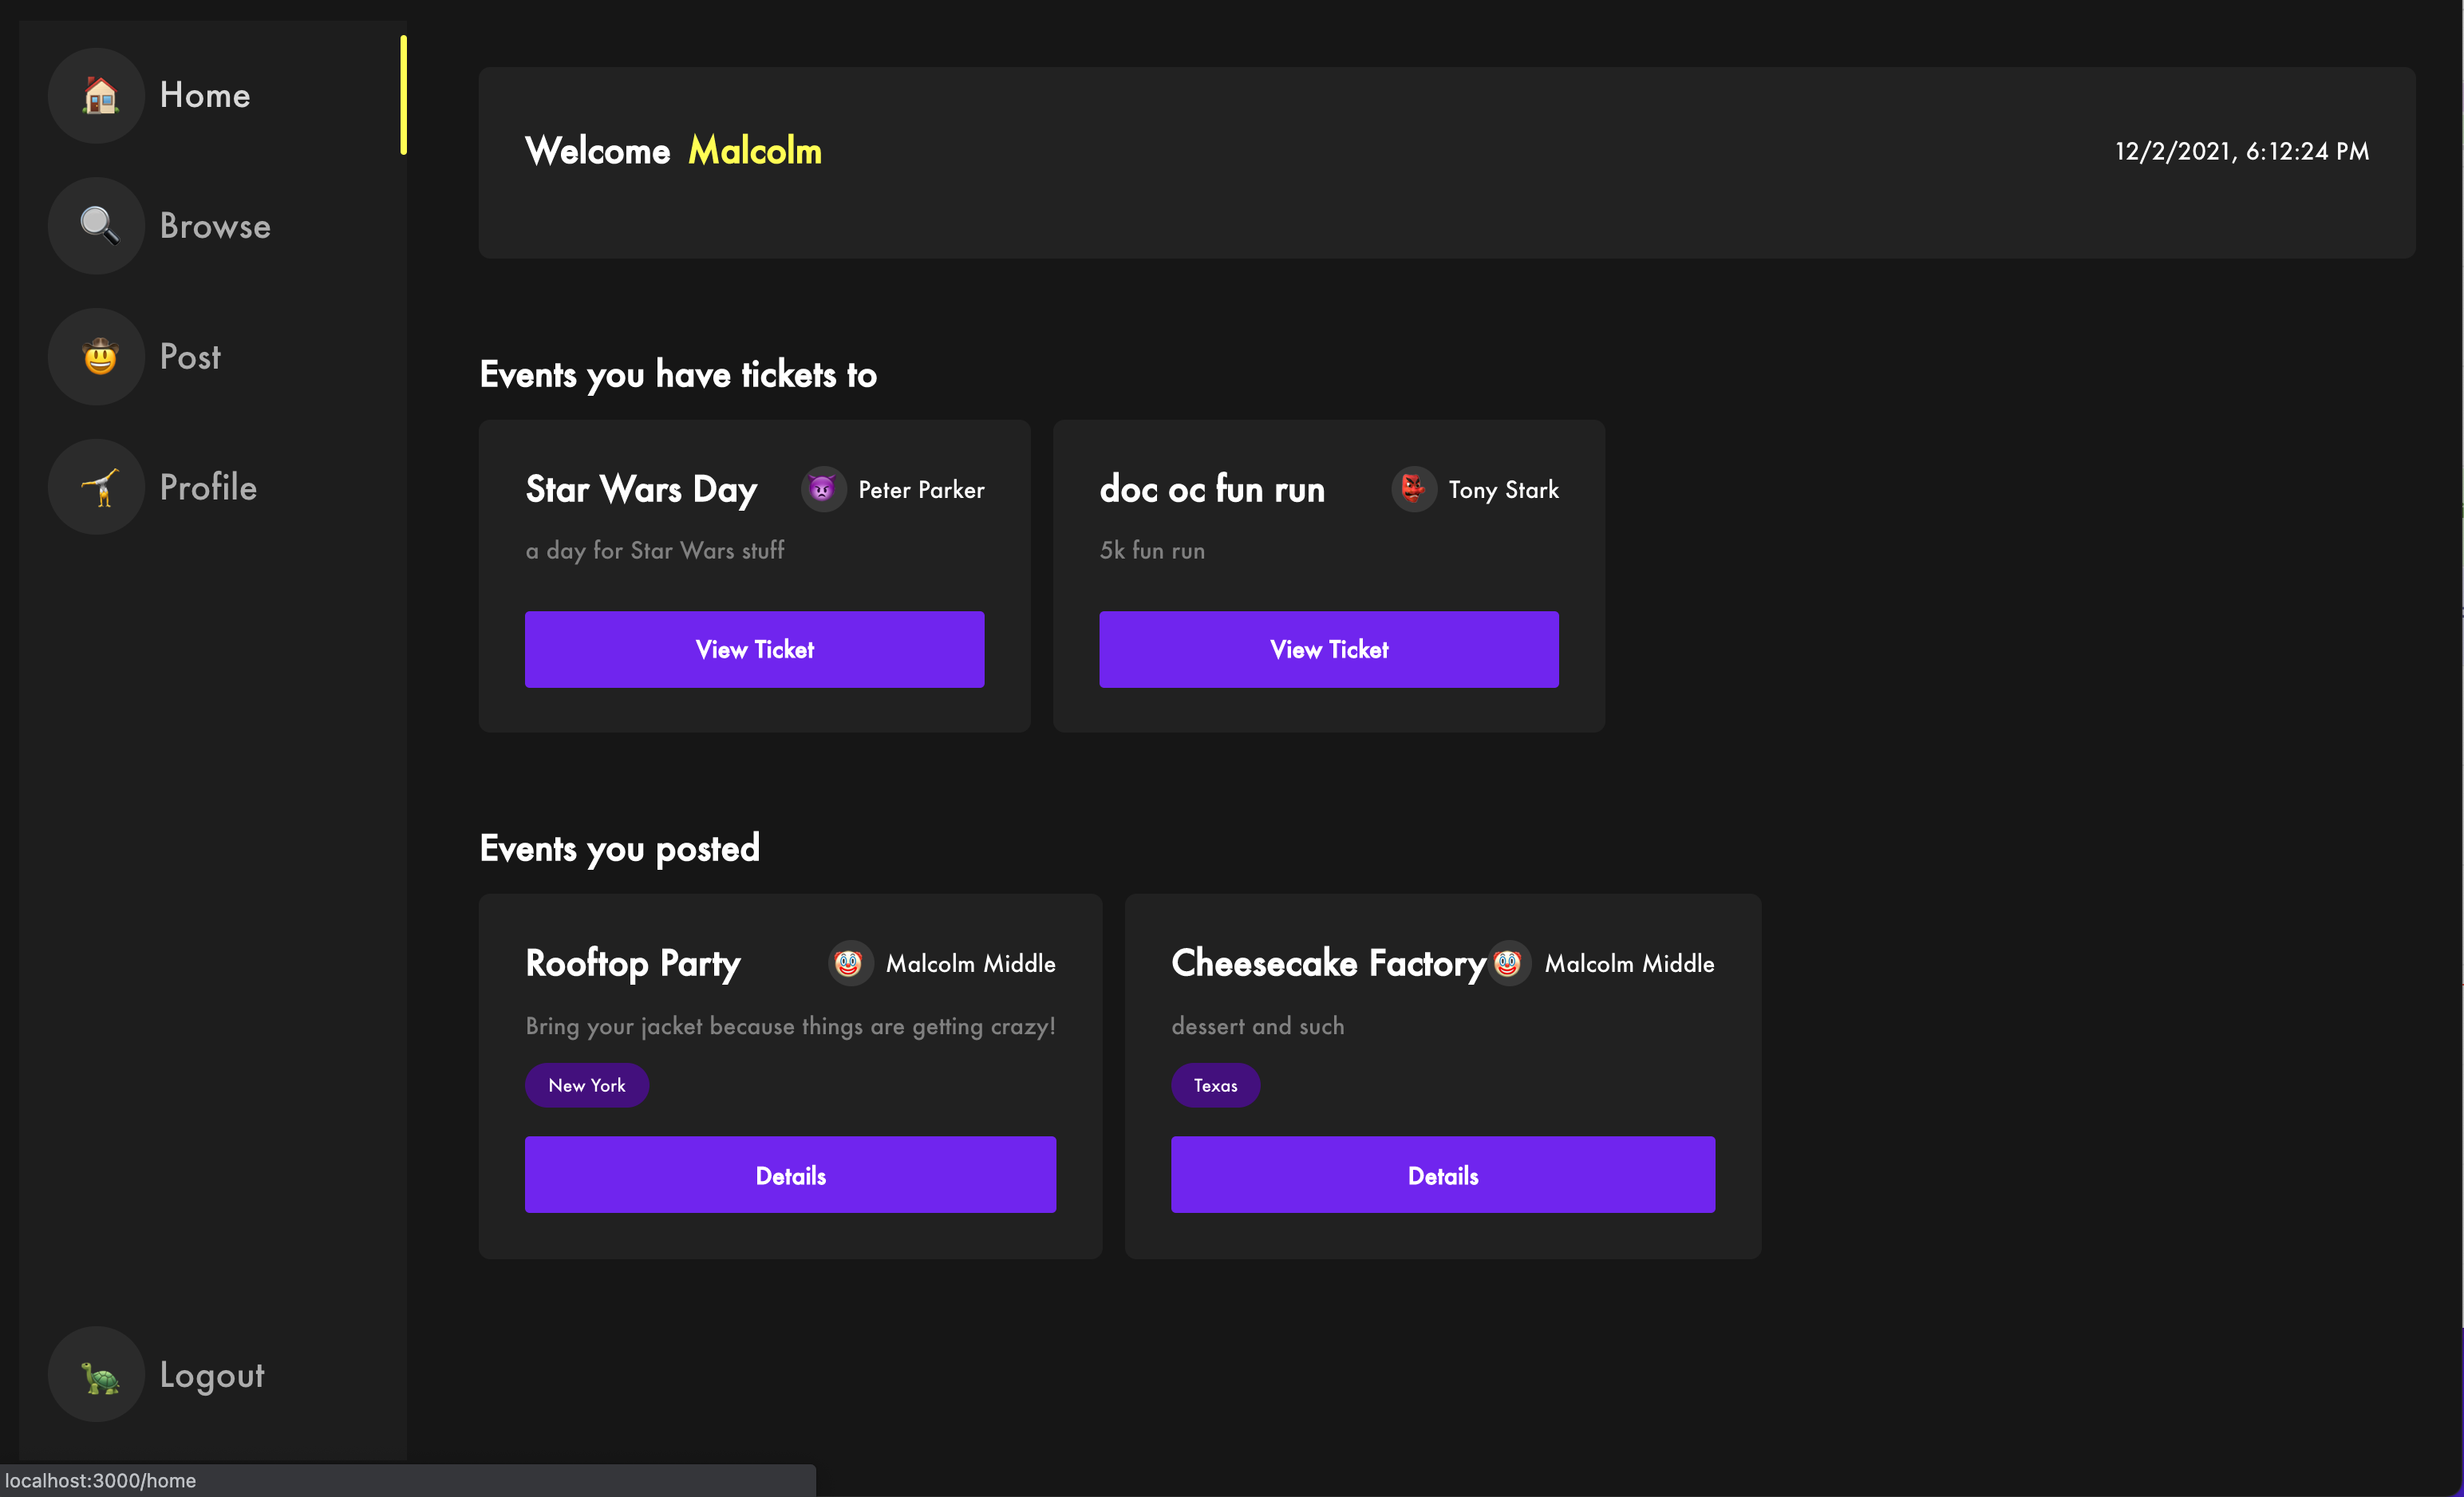 Home
Browse
Post
Profile
Logout
Welcome Malcolm
12/2/2021, 6:12:24 PM
Events you have tickets to
Star Wars Day
Peter Parker
a day for Star Wars stuff
View Ticket
doc oc fun run
Tony Stark
5k fun run
View Ticket
Events you posted
Rooftop Party
Malcolm Middle
Bring your jacket because things are getting crazy!
New York
Details
Cheesecake Factory
Malcolm Middle
dessert and such
Texas
Details
localhost:3000/home